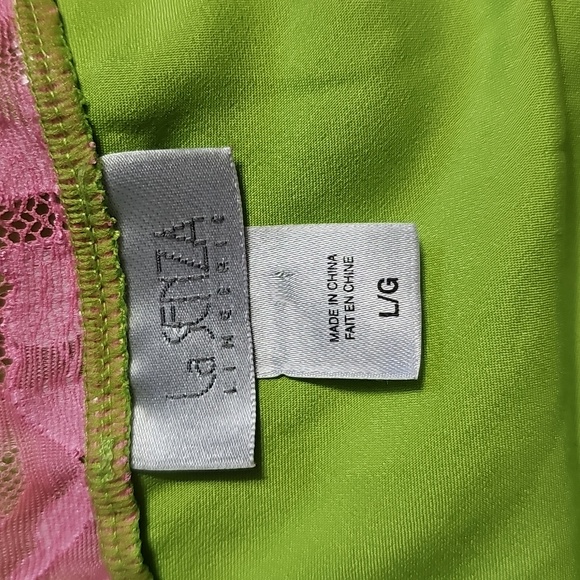 La SENZA
LINGERIE
MADE IN CHINA
FAIT EN CHINE
L/G